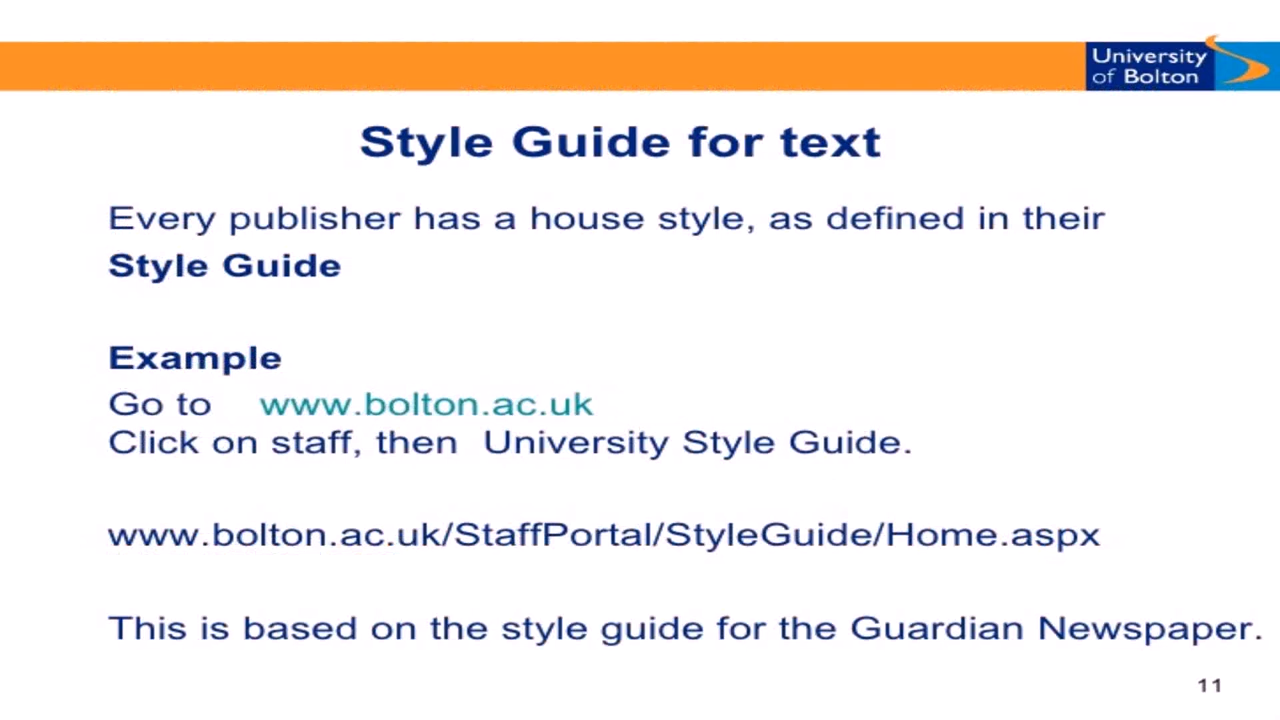 University
of Bolton
Style Guide for text
Every publisher has a house style, as defined in their
Style Guide
Example
Go to www.bolton.ac.uk
Click on staff, then University Style Guide.
www.bolton.ac.uk/StaffPortal/StyleGuide/Home.aspx
This is based on the style guide for the Guardian Newspaper.
11